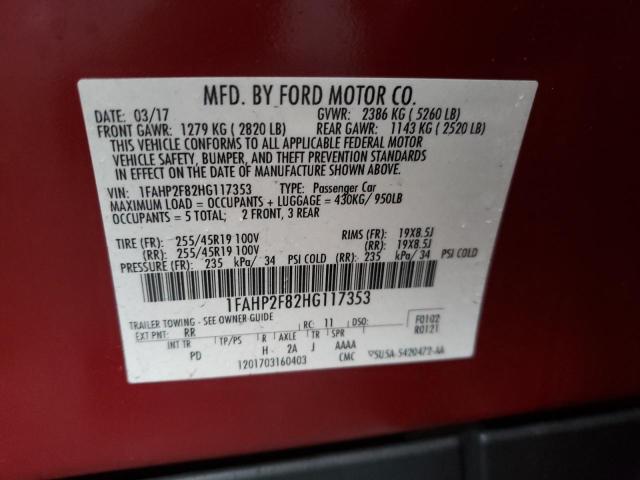 MFD. BY FORD MOTOR CO.
DATE: 03/17 GVWR: 2386 KG ( 5260 LB)
FRONT GAWR: 1279 KG ( 2820 LB) REAR GAWR: 1143 KG ( 2520 LB)
THIS VEHICLE CONFORMS TO ALL APPLICABLE FEDERAL MOTOR
VEHICLE SAFETY, BUMPER, AND THEFT PREVENTION STANDARDS
IN EFFECT ON THE DATE OF MANUFACTURE SHOWN ABOVE.
VIN: 1FAHP2F82HG117353 TYPE: Passenger Car
MAXIMUM LOAD = OCCUPANTS + LUGGAGE = 430KG/ 950LB
OCCUPANTS = 5 TOTAL; 2 FRONT, 3 REAR
TIRE (FR): 255/45R19 100V RIMS (FR): 19X8.5J
(RR): 255/45R19 100V (RR): 19X8.5J
PRESSURE (FR): 235 kPa/ 34 PSI COLD (RR): 235 kPa/ 34 PSI COLD
1FAHP2F82HG117353
TRAILER TOWING - SEE OWNER GUIDE F0102
EXT PNT: RR RC: 11 DSO: R0121
INT TR TP/PS R AXLE TR SPR
PD H 2A J AAAA
1201703160403 CMC ▽5U5A-5420472-AA